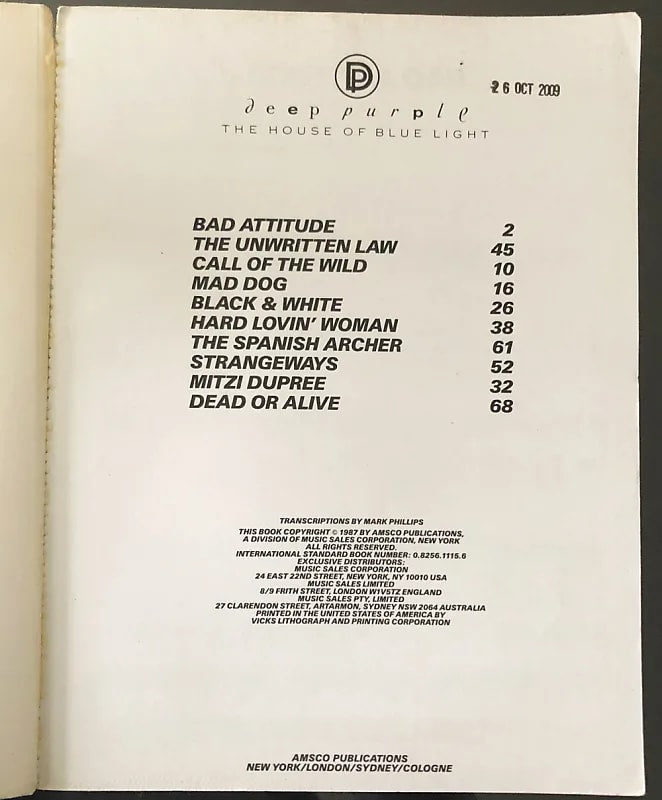 26 OCT 2009
deep purple
THE HOUSE OF BLUE LIGHT
BAD ATTITUDE 2
THE UNWRITTEN LAW 45
CALL OF THE WILD 10
MAD DOG 16
BLACK & WHITE 26
HARD LOVIN' WOMAN 38
THE SPANISH ARCHER 61
STRANGEWAYS 52
MITZI DUPREE 32
DEAD OR ALIVE 68
TRANSCRIPTIONS BY MARK PHILLIPS
THIS BOOK COPYRIGHT © 1987 BY AMSCO PUBLICATIONS,
A DIVISION OF MUSIC SALES CORPORATION, NEW YORK
ALL RIGHTS RESERVED.
INTERNATIONAL STANDARD BOOK NUMBER: 0.8256.1115.6
EXCLUSIVE DISTRIBUTORS:
MUSIC SALES CORPORATION
24 EAST 22ND STREET, NEW YORK, NY 10010 USA
MUSIC SALES LIMITED
8/9 FRITH STREET, LONDON W1V5TZ ENGLAND
MUSIC SALES PTY, LIMITED
27 CLARENDON STREET, ARTARMON, SYDNEY NSW 2064 AUSTRALIA
PRINTED IN THE UNITED STATES OF AMERICA BY
VICKS LITHOGRAPH AND PRINTING CORPORATION
AMSCO PUBLICATIONS
NEW YORK/LONDON/SYDNEY/COLOGNE